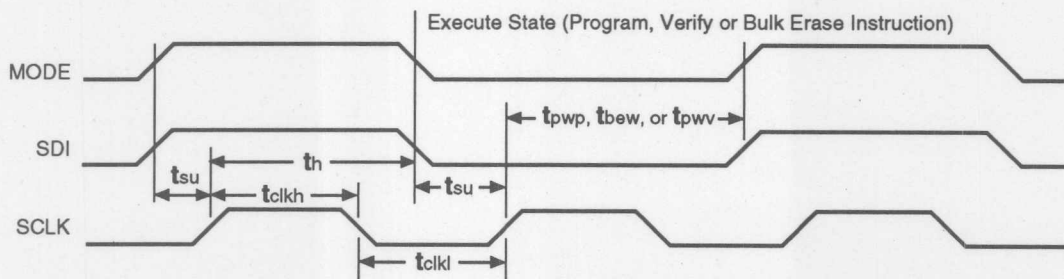 Execute State (Program, Verify or Bulk Erase Instruction)
MODE
tpwp, tbew, or tpwv
SDI
tsu
th
tclkh
tsu
SCLK
tclkl